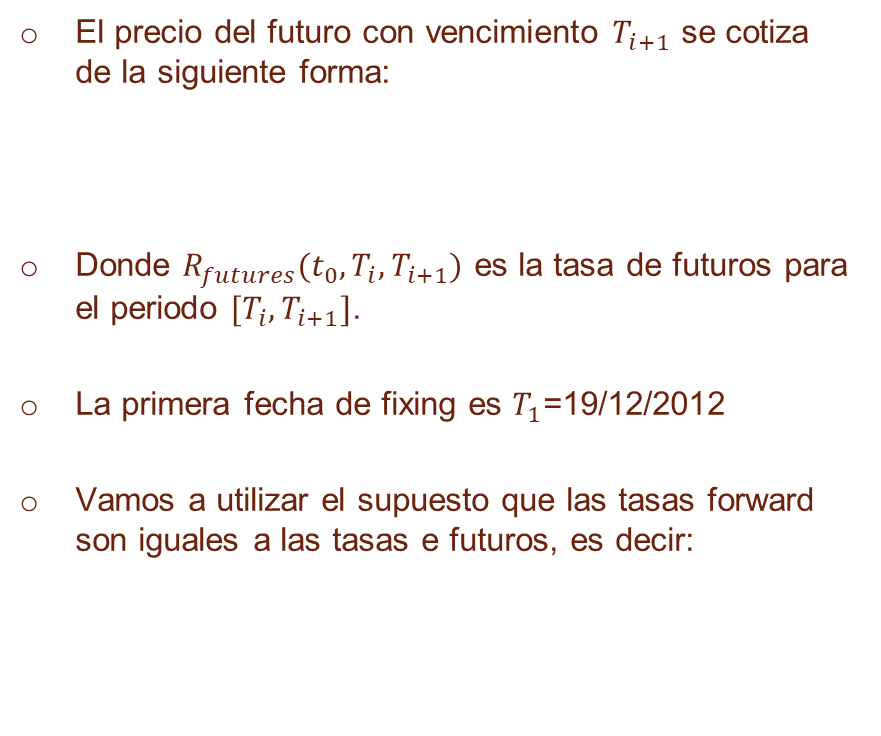 ○ El precio del futuro con vencimiento $T_{i+1}$ se cotiza
de la siguiente forma:
○ Donde $R_{futures}(t_0, T_i, T_{i+1})$ es la tasa de futuros para
el periodo $[T_i, T_{i+1}]$.
○ La primera fecha de fixing es $T_1$=19/12/2012
○ Vamos a utilizar el supuesto que las tasas forward
son iguales a las tasas e futuros, es decir: